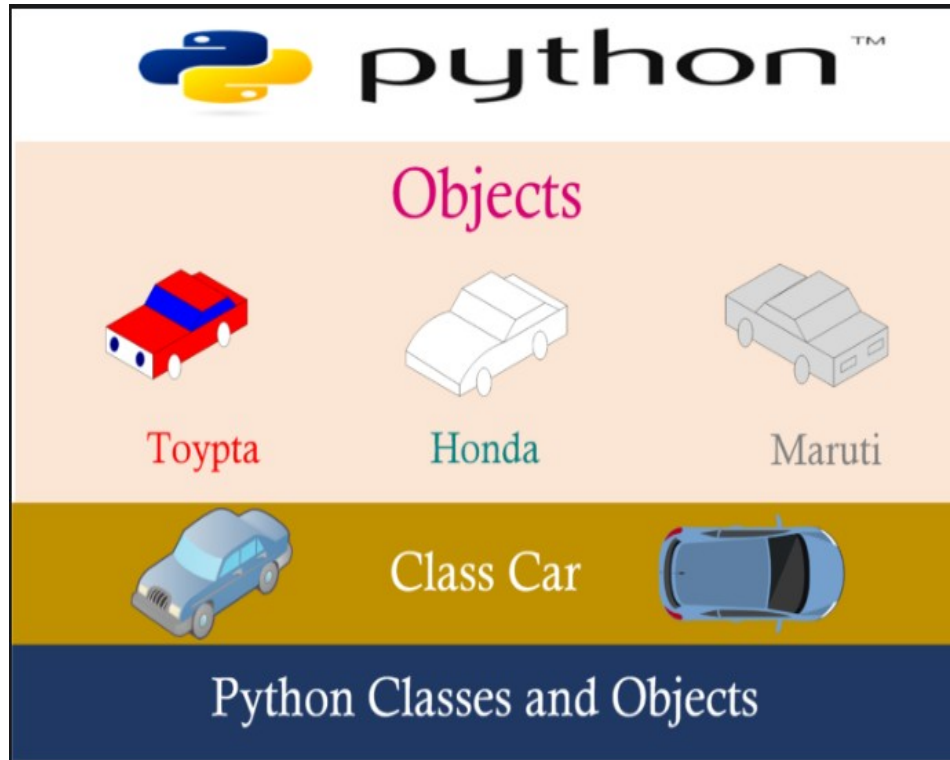 python™
Objects
Toypta
Honda
Maruti
Class Car
Python Classes and Objects